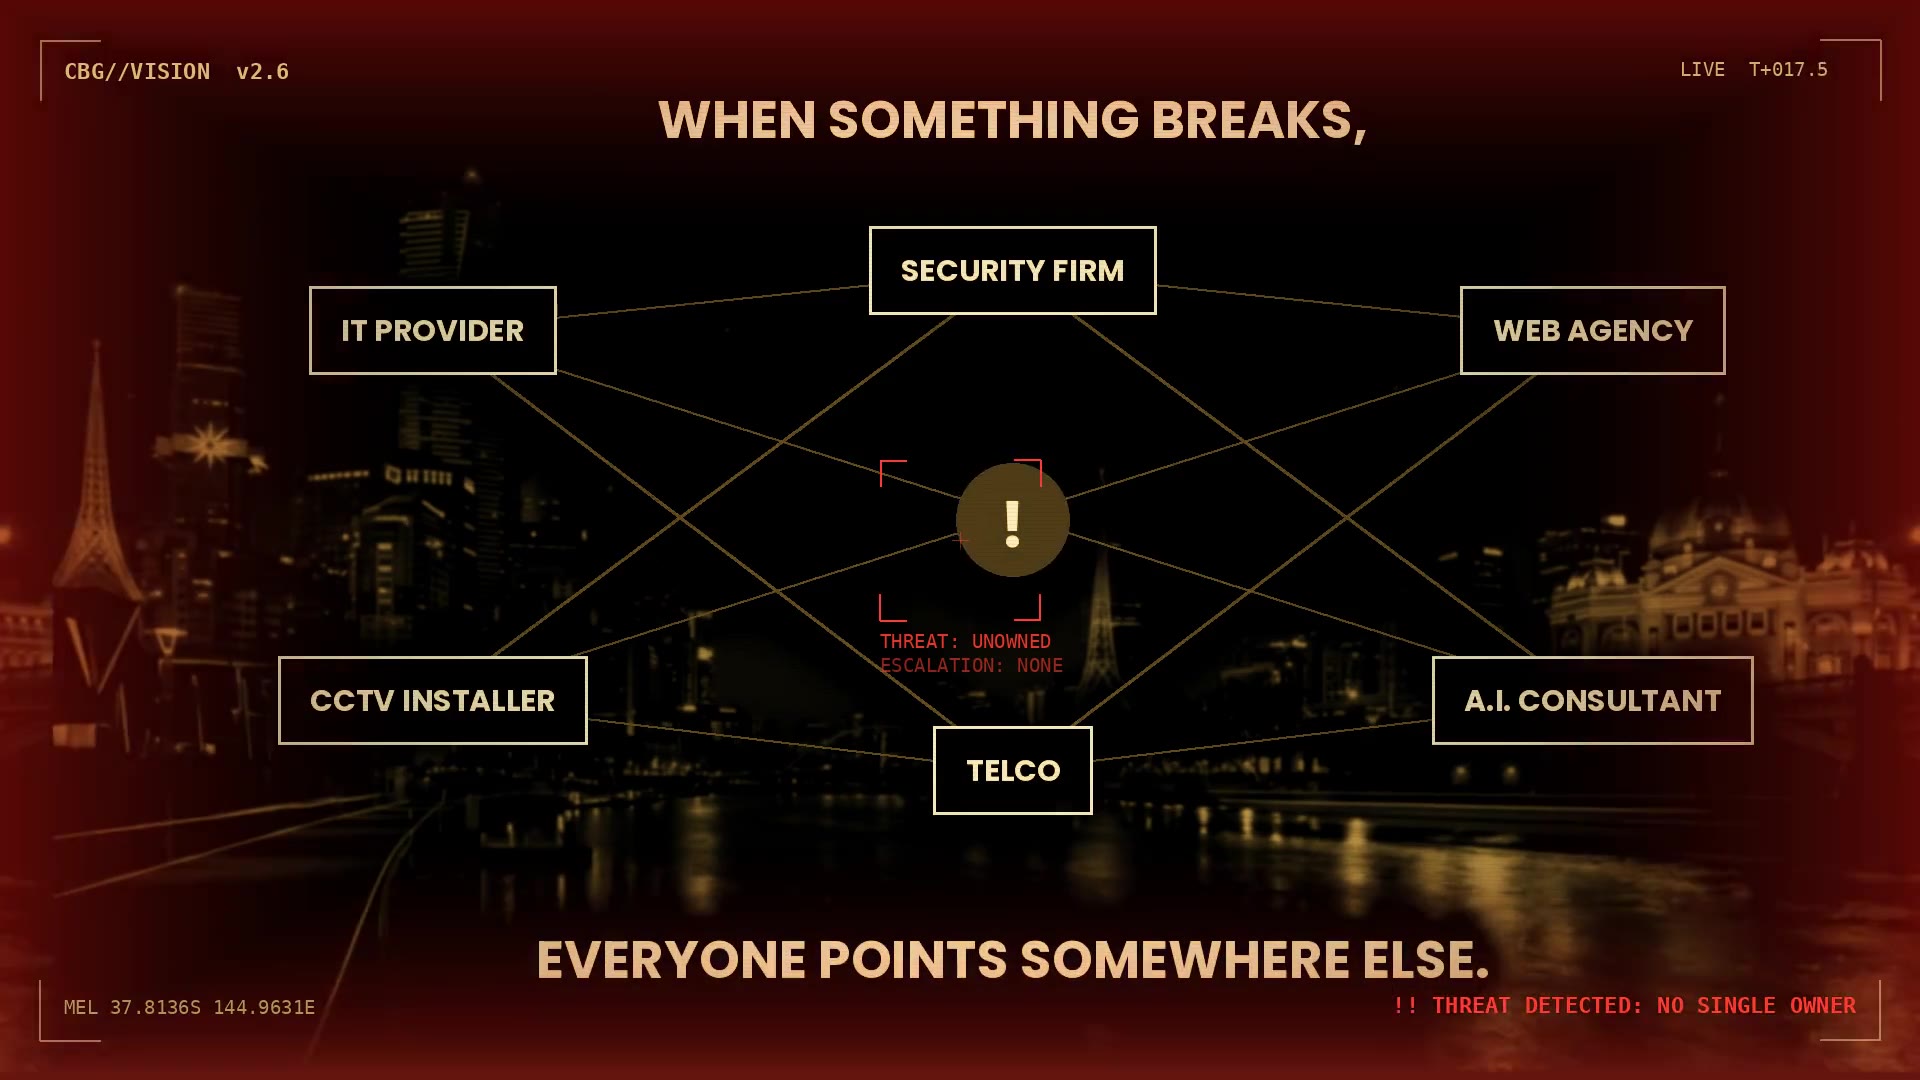 CBG//VISION v2.6
LIVE T+017.5
WHEN SOMETHING BREAKS,
SECURITY FIRM
IT PROVIDER
WEB AGENCY
!
THREAT: UNOWNED
ESCALATION: NONE
CCTV INSTALLER
A.I. CONSULTANT
TELCO
EVERYONE POINTS SOMEWHERE ELSE.
MEL 37.8136S 144.9631E
!! THREAT DETECTED: NO SINGLE OWNER